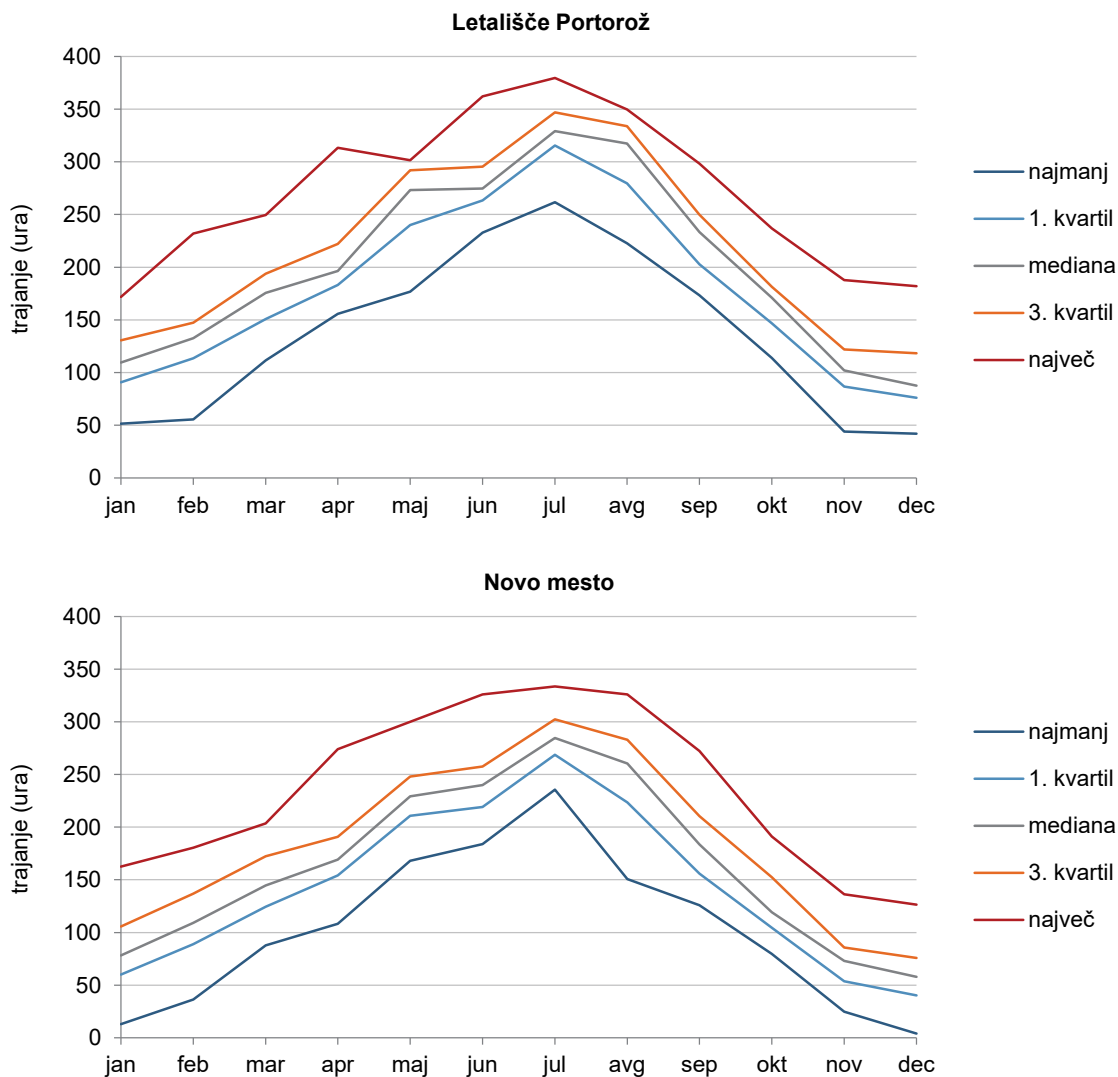 Letališče Portorož
trajanje (ura)
400
350
300
250
200
150
100
50
0
jan feb mar apr maj jun jul avg sep okt nov dec
najmanj
1. kvartil
mediana
3. kvartil
največ
Novo mesto
trajanje (ura)
400
350
300
250
200
150
100
50
0
jan feb mar apr maj jun jul avg sep okt nov dec
najmanj
1. kvartil
mediana
3. kvartil
največ